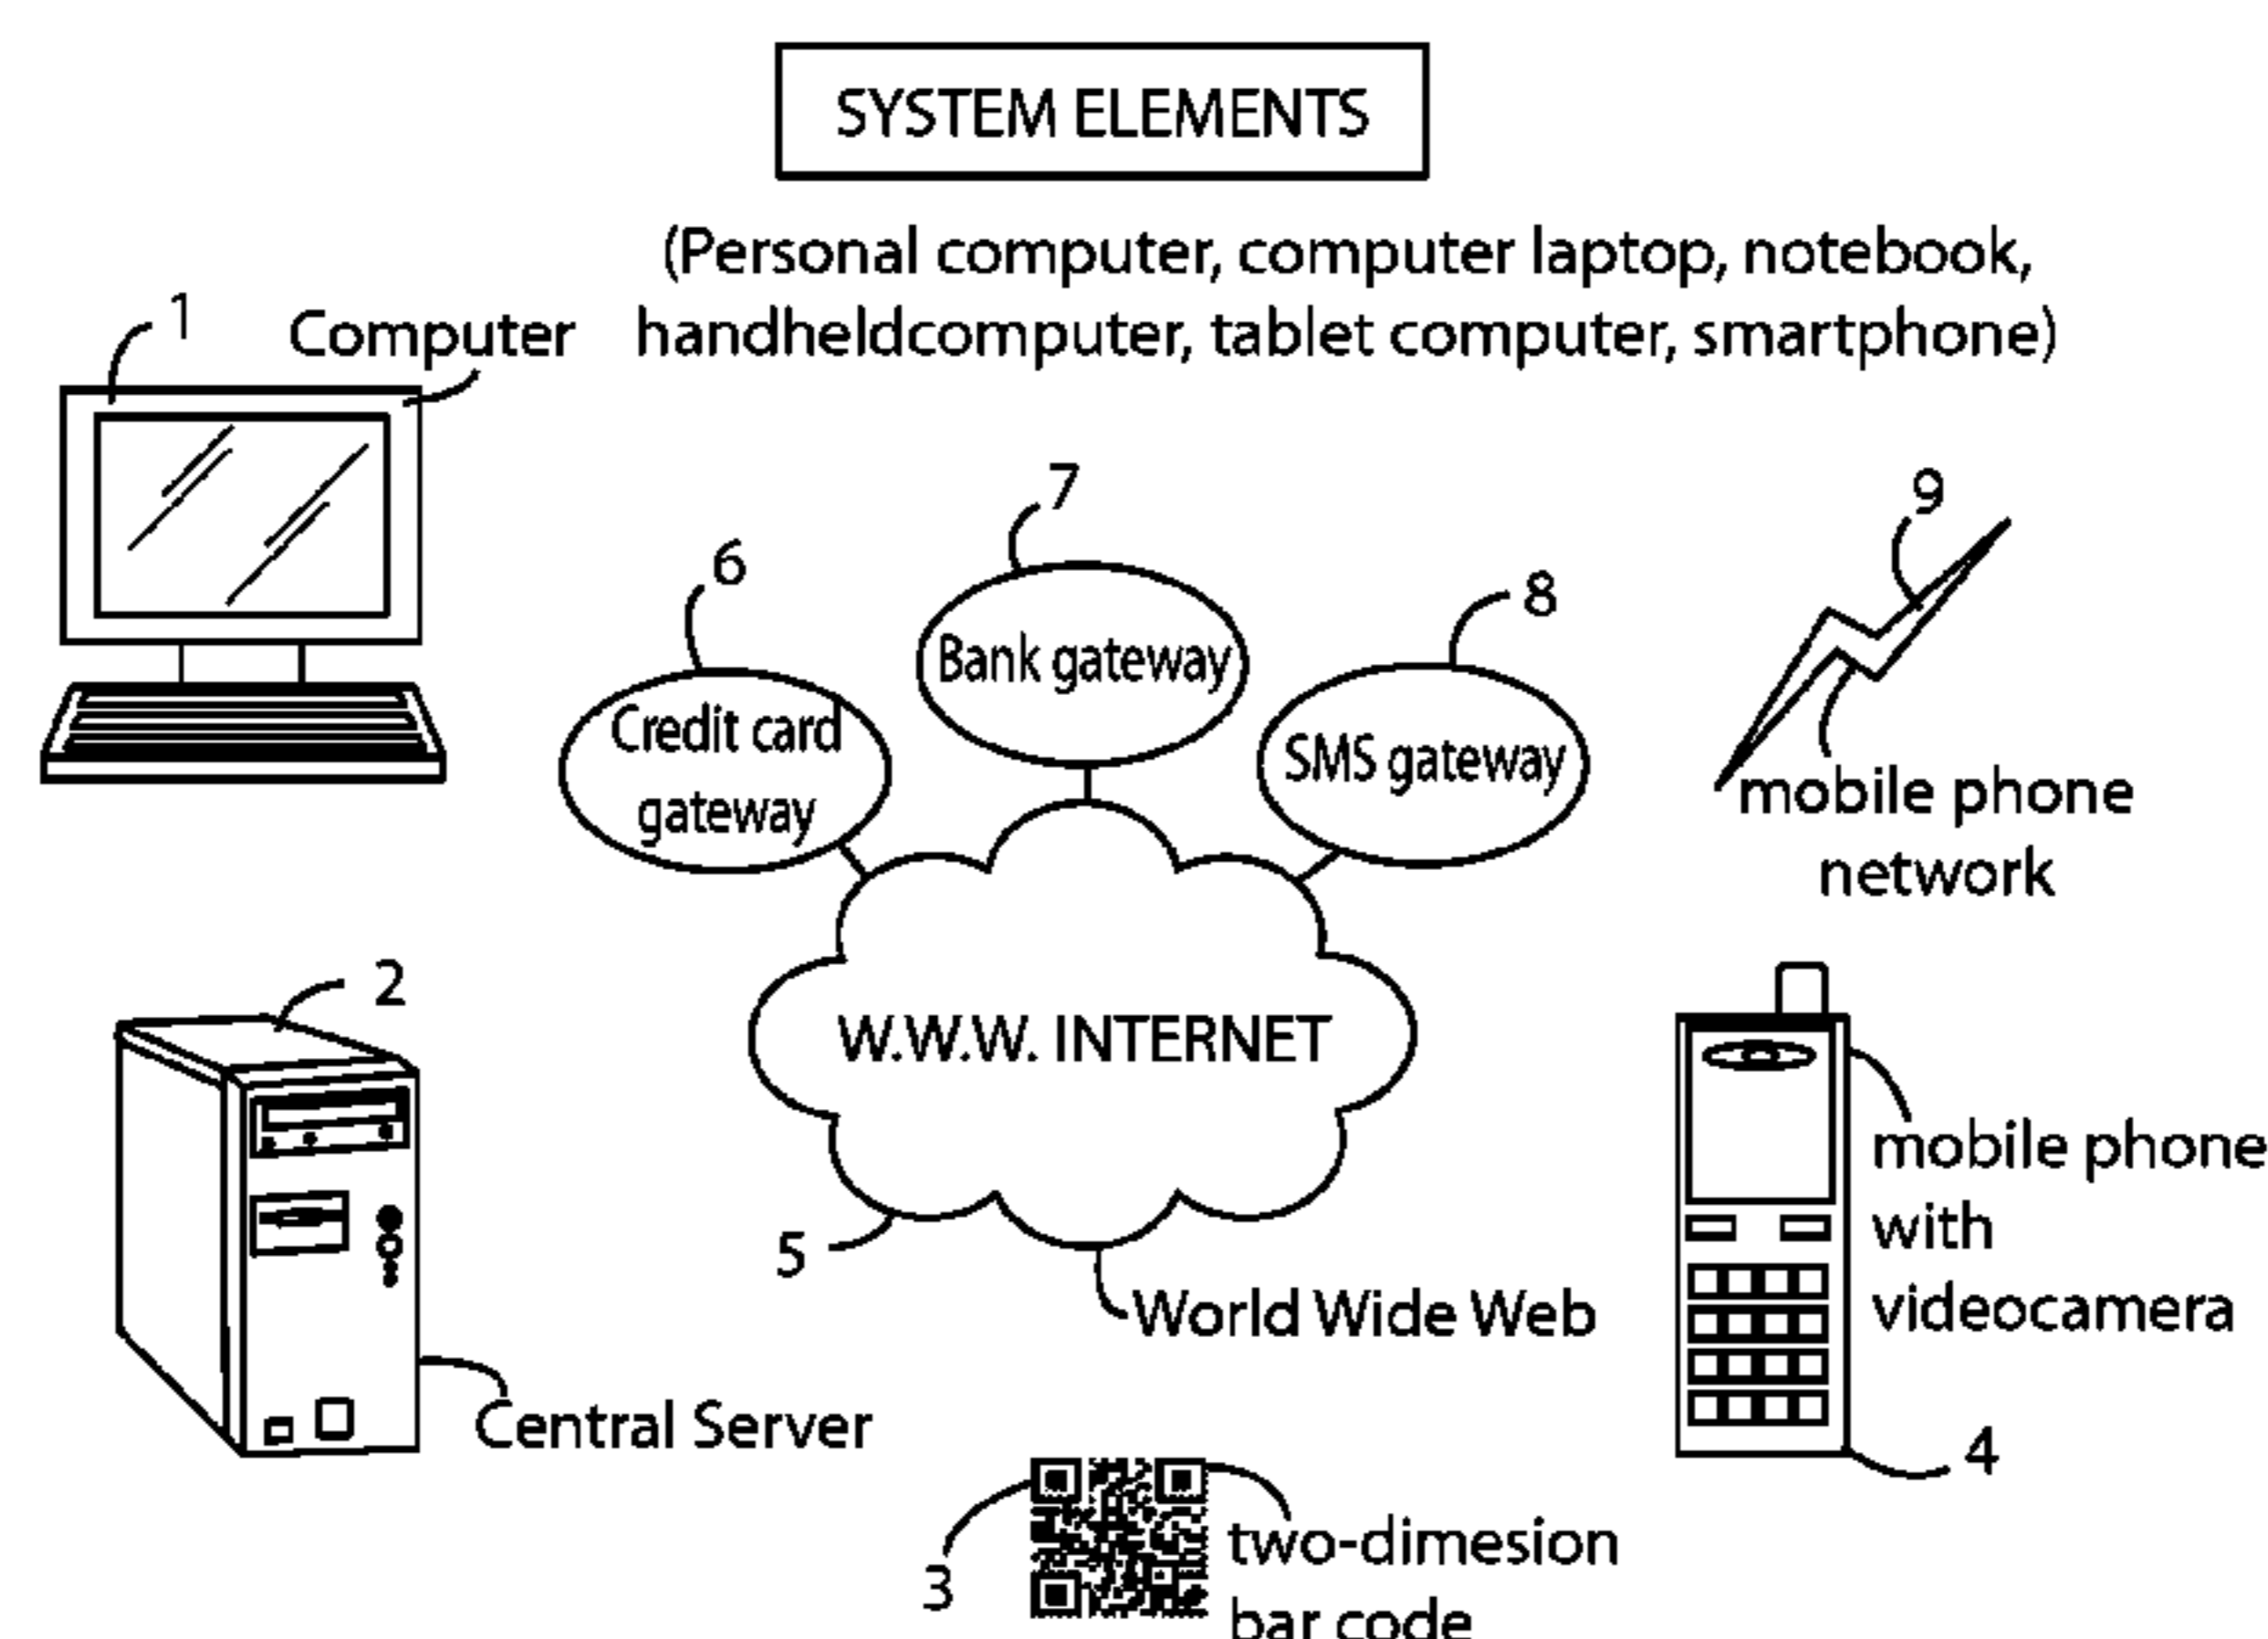 SYSTEM ELEMENTS
(Personal computer, computer laptop, notebook,
handheldcomputer, tablet computer, smartphone)
1
Computer
7
9
6
8
Bank gateway
Credit card
gateway
SMS gateway
mobile phone
network
2
W.W.W. INTERNET
mobile phone
with
videocamera
5
World Wide Web
Central Server
4
3
two-dimesion
bar code